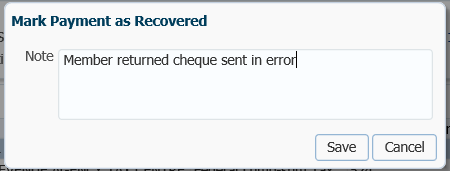 Mark Payment as Recovered
Note
Member returned cheque sent in error
Save
Cancel